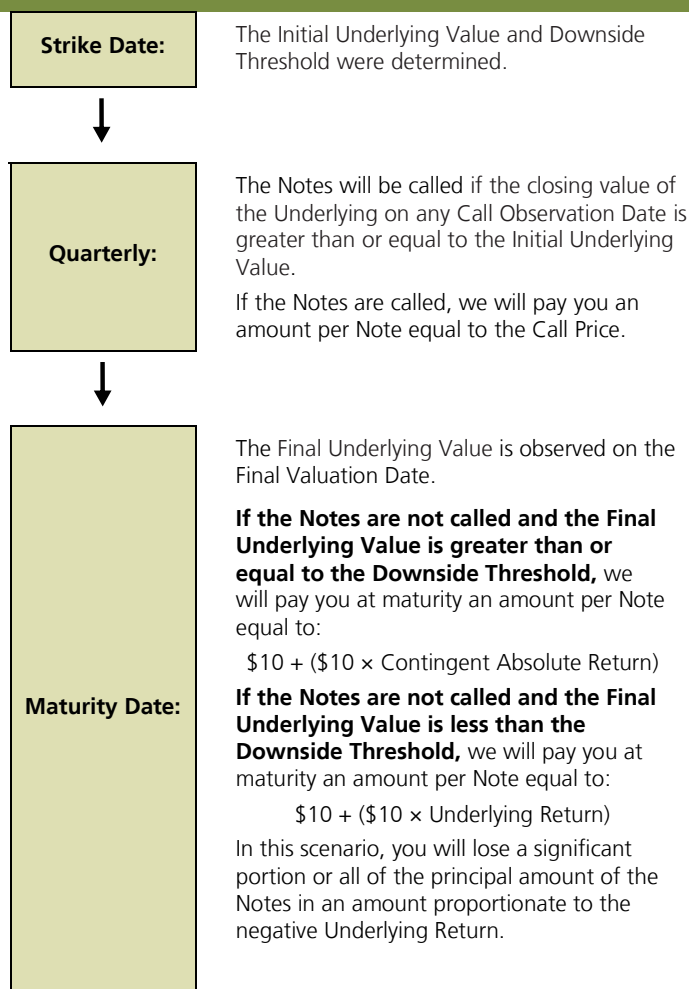 Strike Date:
The Initial Underlying Value and Downside
Threshold were determined.
Quarterly:
The Notes will be called if the closing value of
the Underlying on any Call Observation Date is
greater than or equal to the Initial Underlying
Value.
If the Notes are called, we will pay you an
amount per Note equal to the Call Price.
Maturity Date:
The Final Underlying Value is observed on the
Final Valuation Date.
If the Notes are not called and the Final
Underlying Value is greater than or
equal to the Downside Threshold, we
will pay you at maturity an amount per Note
equal to:
$10 + ($10 × Contingent Absolute Return)
If the Notes are not called and the Final
Underlying Value is less than the
Downside Threshold, we will pay you at
maturity an amount per Note equal to:
$10 + ($10 × Underlying Return)
In this scenario, you will lose a significant
portion or all of the principal amount of the
Notes in an amount proportionate to the
negative Underlying Return.